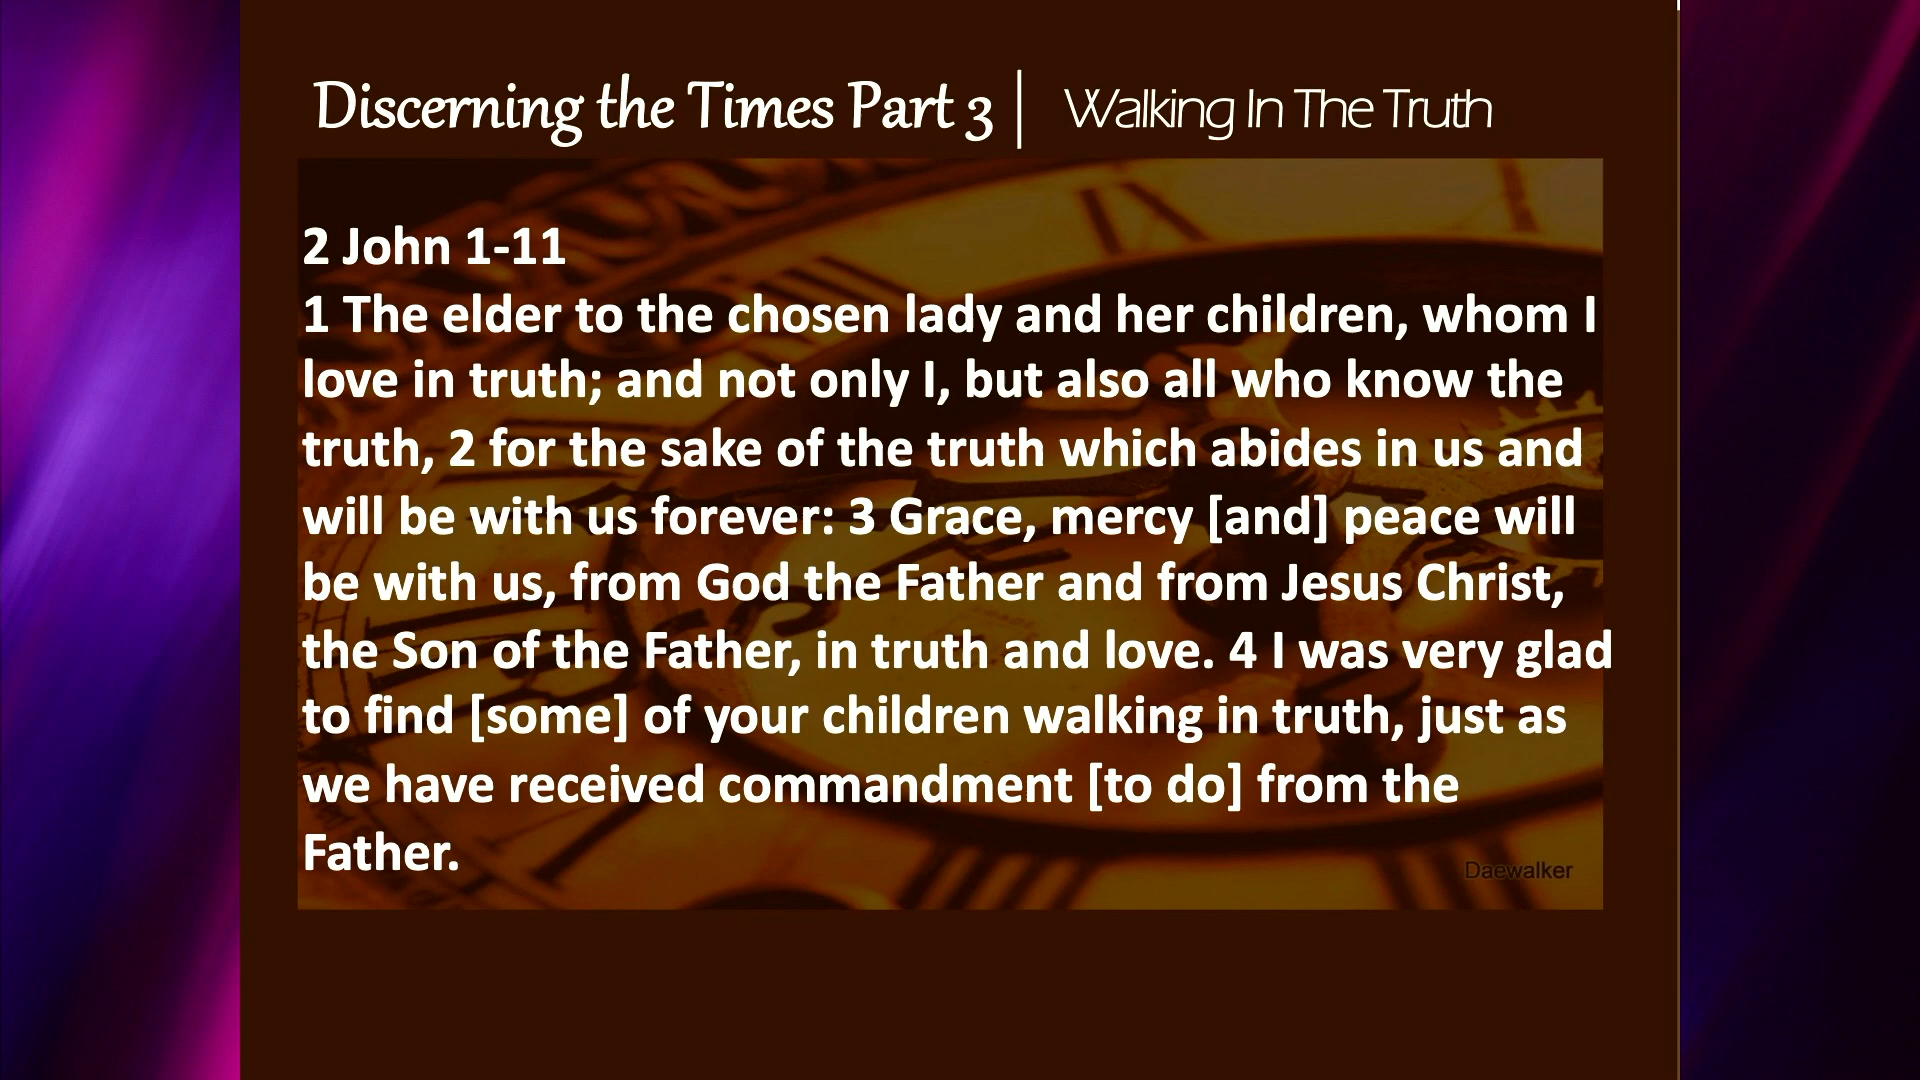 Discerning the Times Part 3 | Walking In The Truth
2 John 1-11
1 The elder to the chosen lady and her children, whom I
love in truth; and not only I, but also all who know the
truth, 2 for the sake of the truth which abides in us and
will be with us forever: 3 Grace, mercy [and] peace will
be with us, from God the Father and from Jesus Christ,
the Son of the Father, in truth and love. 4 I was very glad
to find [some] of your children walking in truth, just as
we have received commandment [to do] from the
Father.
Daewalker